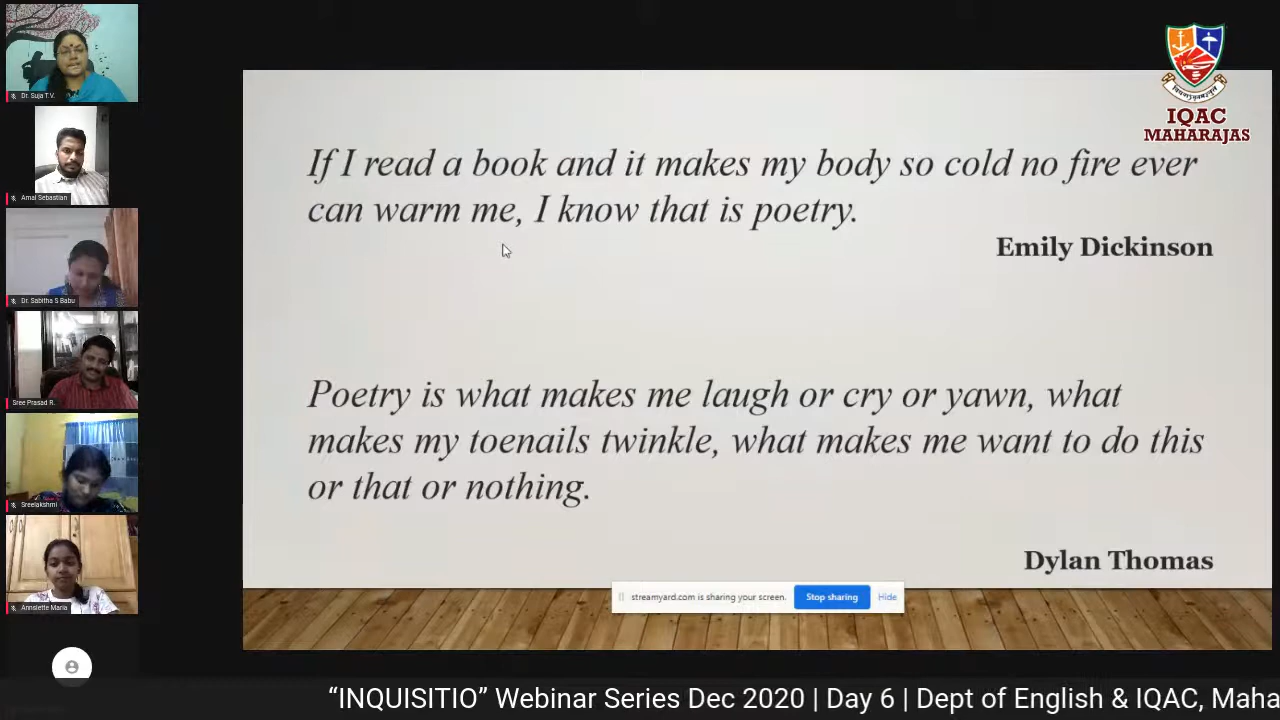 Dr. Suja T.V.
Amal Sebastian
Dr. Sabitha S Babu
Sree Prasad R.
Sreelakshmi
Annsiette Maria
IQAC
MAHARAJAS
If I read a book and it makes my body so cold no fire ever
can warm me, I know that is poetry.
Emily Dickinson
Poetry is what makes me laugh or cry or yawn, what
makes my toenails twinkle, what makes me want to do this
or that or nothing.
Dylan Thomas
streamyard.com is sharing your screen.
Stop sharing
Hide
“INQUISITIO” Webinar Series Dec 2020 | Day 6 | Dept of English & IQAC, Maha